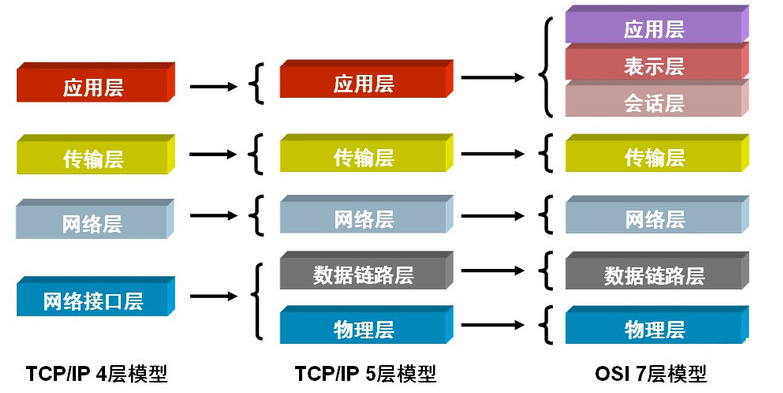 应用层
传输层
网络层
网络接口层
TCP/IP 4层模型
应用层
传输层
网络层
数据链路层
物理层
TCP/IP 5层模型
应用层
表示层
会话层
传输层
网络层
数据链路层
物理层
OSI 7层模型